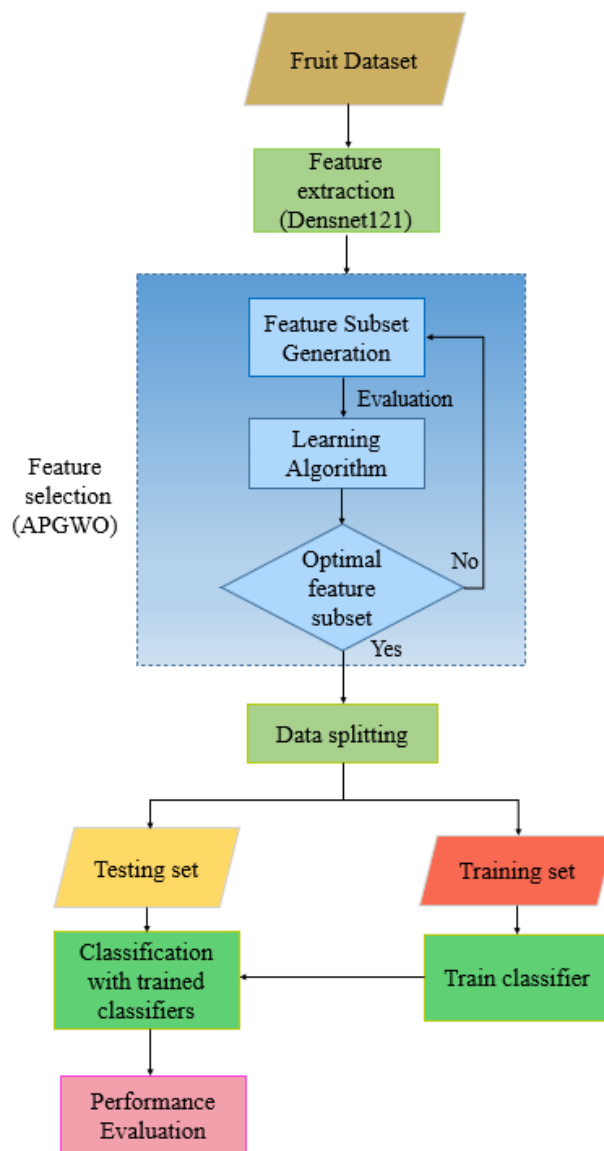 Fruit Dataset
Feature
extraction
(Densnet121)
Feature Subset
Generation
Evaluation
Learning
Algorithm
Feature
selection
(APGWO)
Optimal
feature
subset
No
Yes
Data splitting
Testing set
Training set
Classification
with trained
classifiers
Train classifier
Performance
Evaluation